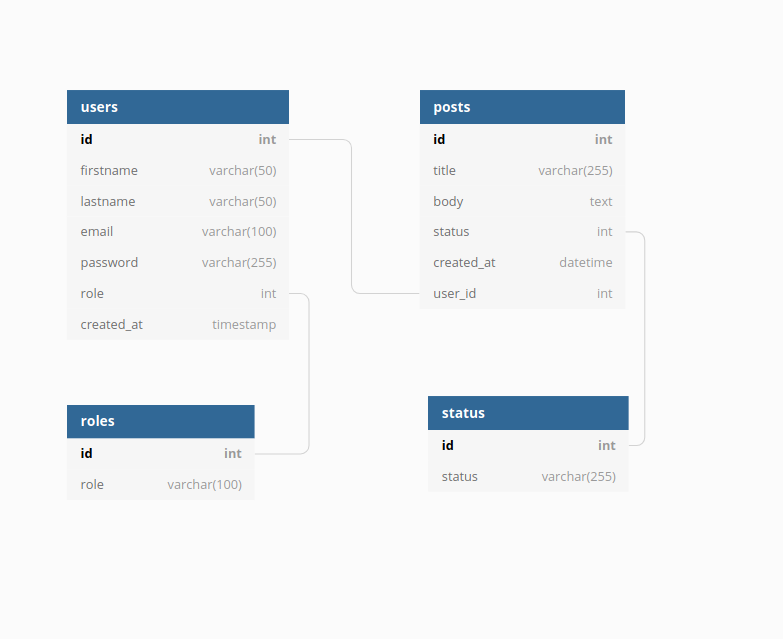 users
id int
firstname varchar(50)
lastname varchar(50)
email varchar(100)
password varchar(255)
role int
created_at timestamp
posts
id int
title varchar(255)
body text
status int
created_at datetime
user_id int
roles
id int
role varchar(100)
status
id int
status varchar(255)